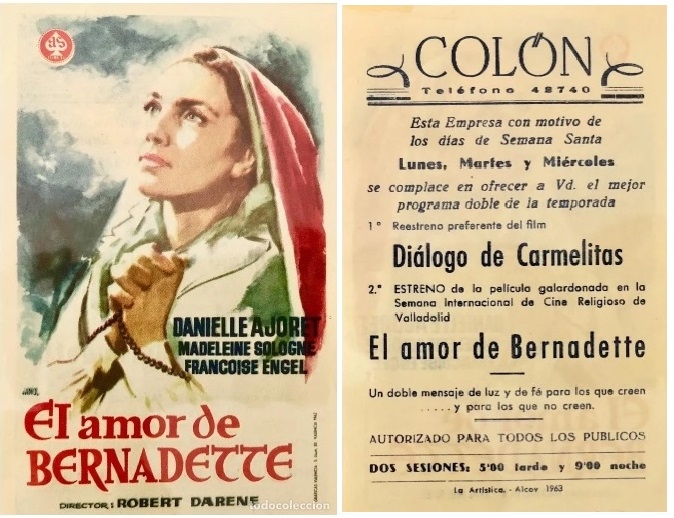 DANIELLE AJORET
MADELEINE SOLOGNE
FRANCOISE ENGEL
JANO
El amor de
BERNADETTE
DIRECTOR: ROBERT DARENE
todocoleccion
COLÓN
Teléfono 48740
Esta Empresa con motivo de
los días de Semana Santa
Lunes, Martes y Miércoles
se complace en ofrecer a Vd. el mejor
programa doble de la temporada
1º Reestreno preferente del film
Diálogo de Carmelitas
2.º ESTRENO de la película galardonada en la
Semana Internacional de Cine Religioso de
Valladolid
El amor de Bernadette
Un doble mensaje de luz y de fé para los que creen
..... y para los que no creen.
AUTORIZADO PARA TODOS LOS PUBLICOS
DOS SESIONES: 5'00 tarde y 9'00 noche
La Artística. - Alcoy 1963